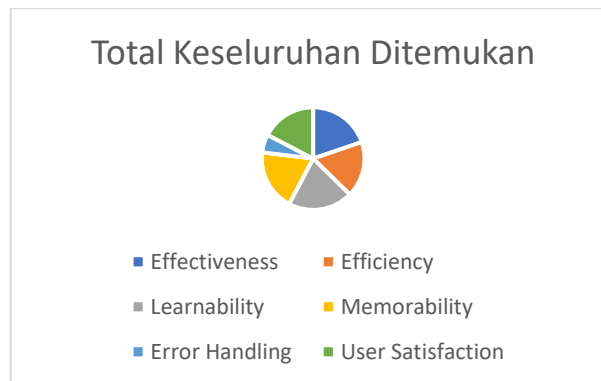 Total Keseluruhan Ditemukan
Effectiveness
Efficiency
Learnability
Memorability
Error Handling
User Satisfaction